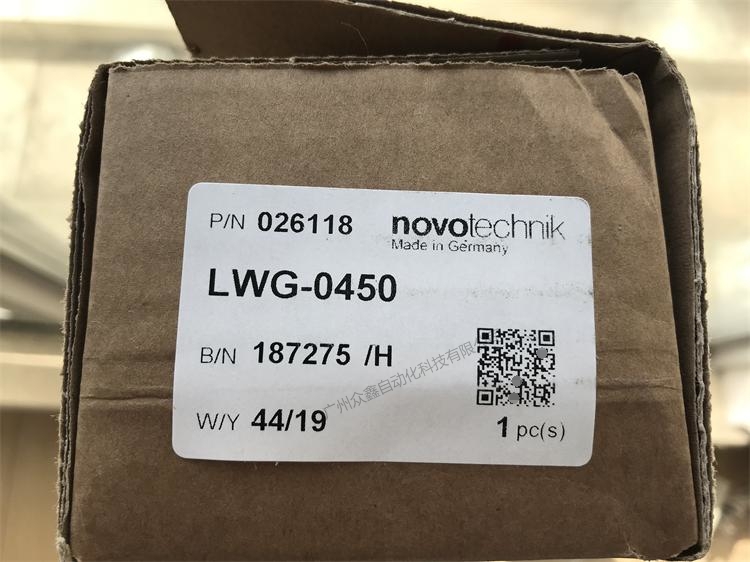 P/N 026118
novotechnik
Made in Germany
LWG-0450
B/N 187275 /H
广州众鑫自动化科技有限
W/Y 44/19
1 pc(s)